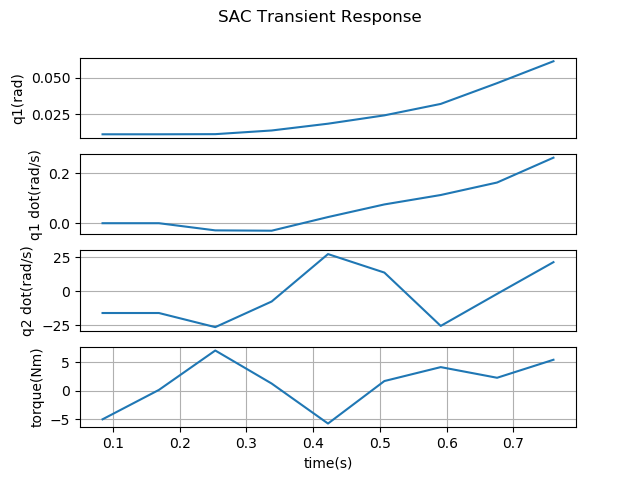 SAC Transient Response
q1(rad)
0.050
0.025
q1 dot(rad/s)
0.2
0.0
q2 dot(rad/s)
25
0
−25
torque(Nm)
5
0
−5
0.1 0.2 0.3 0.4 0.5 0.6 0.7
time(s)